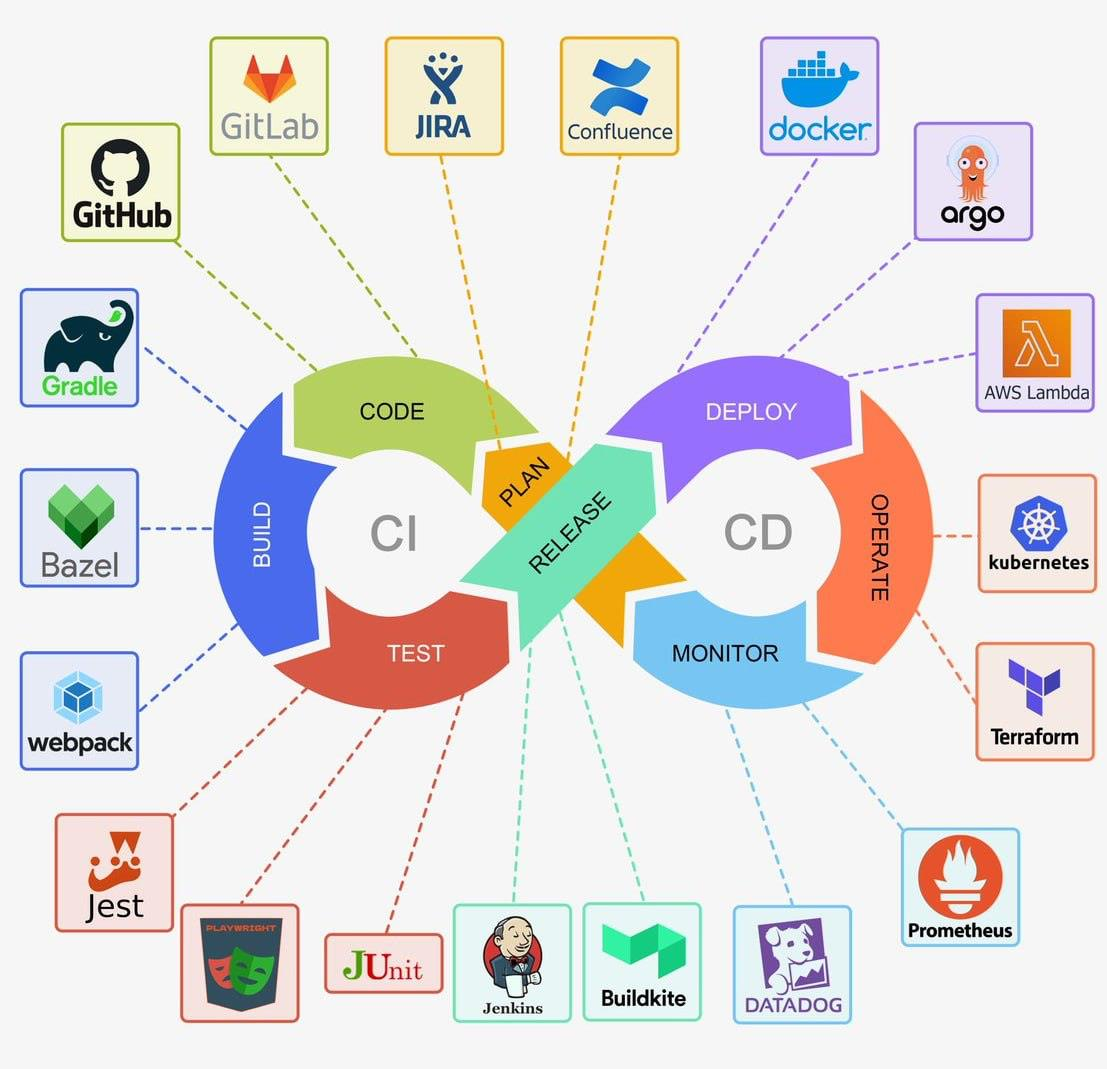 GitLab
JIRA
Confluence
docker
GitHub
argo
Gradle
AWS Lambda
CODE
DEPLOY
PLAN
RELEASE
BUILD
CI
CD
OPERATE
Bazel
kubernetes
TEST
MONITOR
webpack
Terraform
Jest
PLAYWRIGHT
JUnit
Jenkins
Buildkite
DATADOG
Prometheus